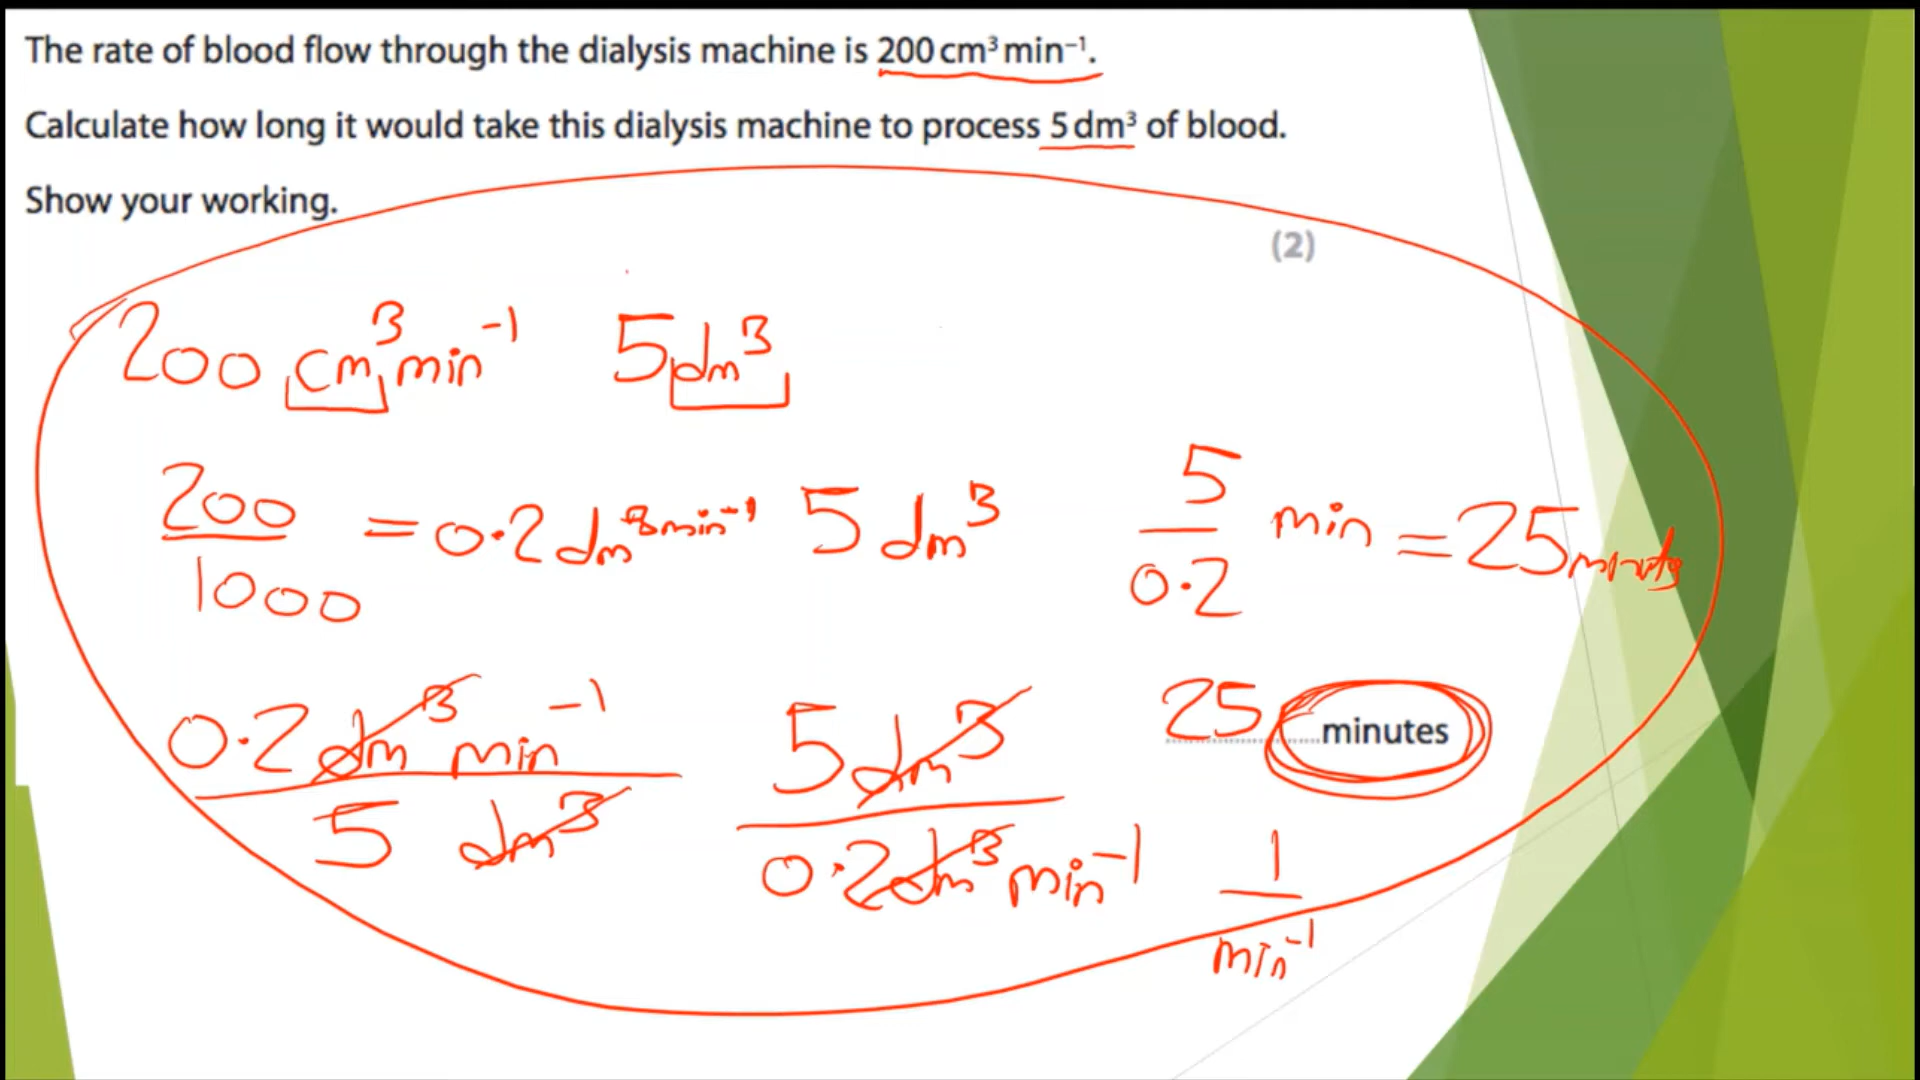 The rate of blood flow through the dialysis machine is 200 cm³ min⁻¹.
Calculate how long it would take this dialysis machine to process 5 dm³ of blood.
Show your working.
(2)
200 cm³ min⁻¹ 5 dm³
200/1000 = 0.2 dm³ min⁻¹ 5 dm³ 5/0.2 min = 25 minutes
0.2 dm³ min⁻¹ / 5 dm³ 5 dm³ / 0.2 dm³ min⁻¹
25 minutes
1 / min⁻¹